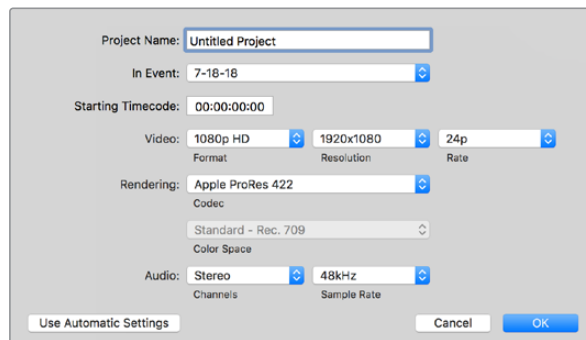 Project Name: Untitled Project
In Event: 7-18-18
Starting Timecode: 00:00:00:00
Video: 1080p HD 1920x1080 24p
Format Resolution Rate
Rendering: Apple ProRes 422
Codec
Standard - Rec. 709
Color Space
Audio: Stereo 48kHz
Channels Sample Rate
Use Automatic Settings Cancel OK